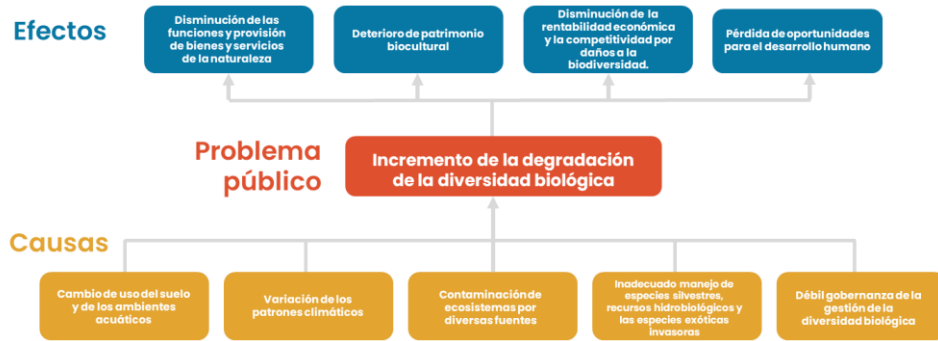 Efectos
Disminución de las
funciones y provisión
de bienes y servicios
de la naturaleza
Deterioro de patrimonio
biocultural
Disminución de la
rentabilidad económica
y la competitividad por
daños a la
biodiversidad.
Pérdida de oportunidades
para el desarrollo humano
Problema
público
Incremento de la degradación
de la diversidad biológica
Causas
Cambio de uso del suelo
y de los ambientes
acuáticos
Variación de los
patrones climáticos
Contaminación de
ecosistemas por
diversas fuentes
Inadecuado manejo de
especies silvestres,
recursos hidrobiológicos y
las especies exóticas
invasoras
Débil gobernanza de la
gestión de la
diversidad biológica